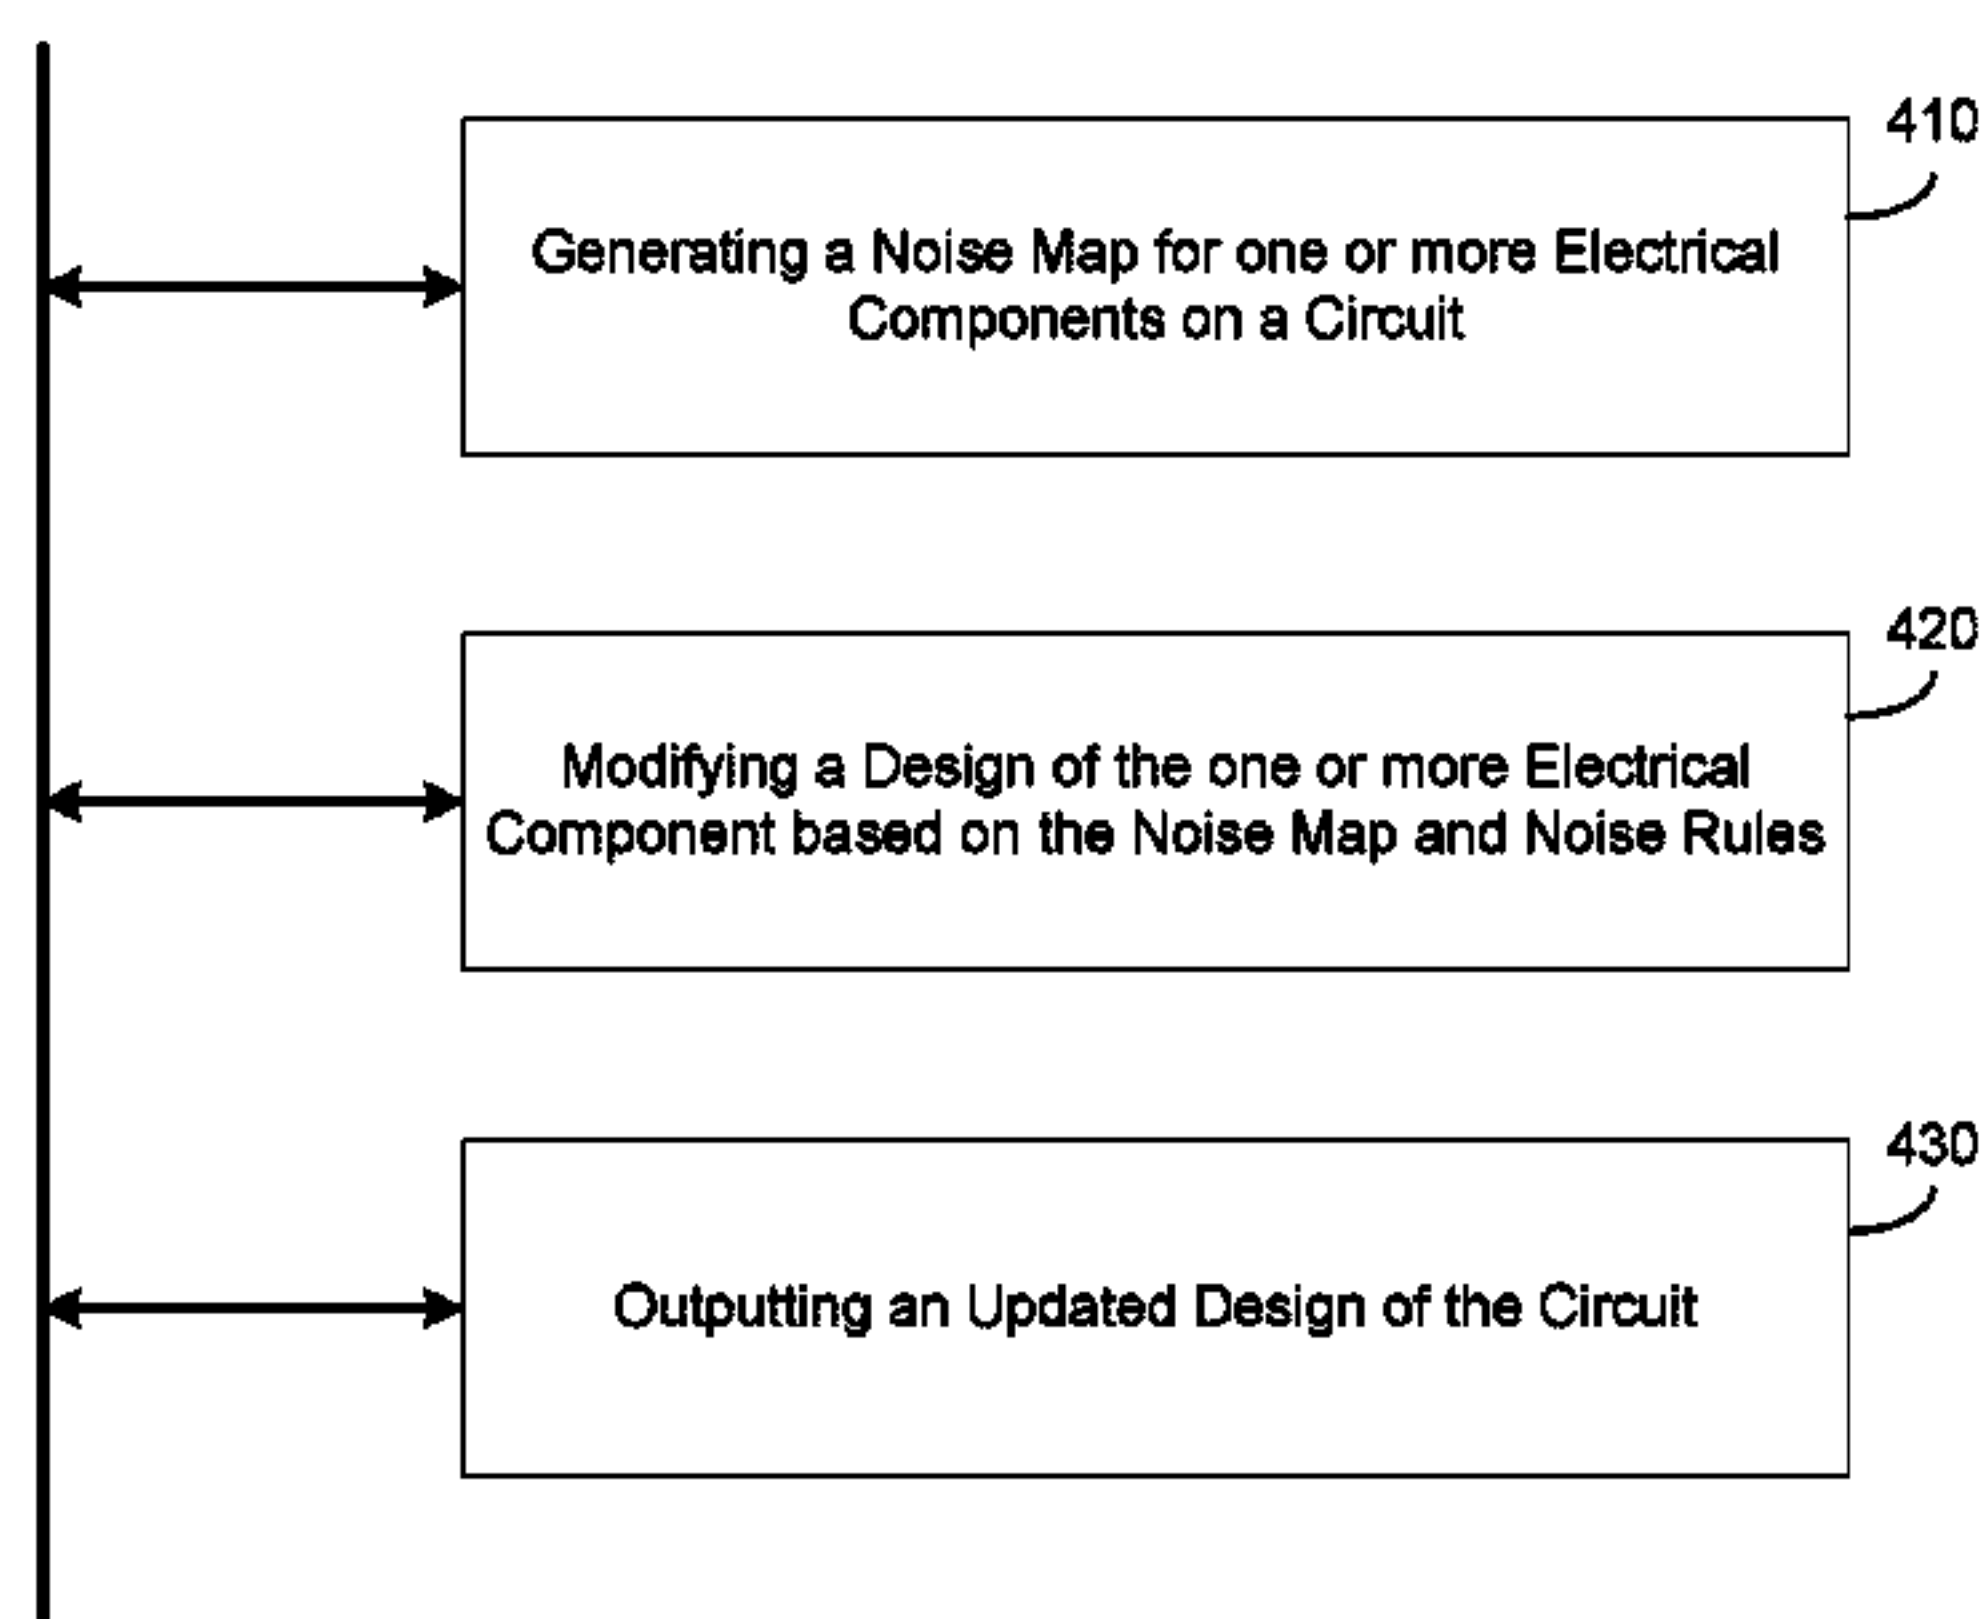 410
Generating a Noise Map for one or more Electrical
Components on a Circuit
420
Modifying a Design of the one or more Electrical
Component based on the Noise Map and Noise Rules
430
Outputting an Updated Design of the Circuit